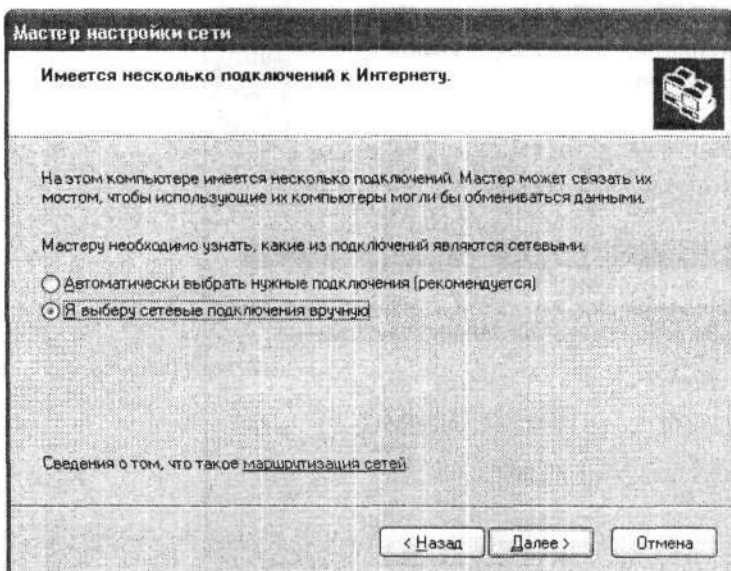 Мастер настройки сети
Имеется несколько подключений к Интернету.
На этом компьютере имеется несколько подключений. Мастер может связать их
мостом, чтобы использующие их компьютеры могли бы обмениваться данными.
Мастеру необходимо узнать, какие из подключений являются сетевыми.
Автоматически выбрать нужные подключения (рекомендуется)
Я выберу сетевые подключения вручную
Сведения о том, что такое маршрутизация сетей.
< Назад
Далее >
Отмена